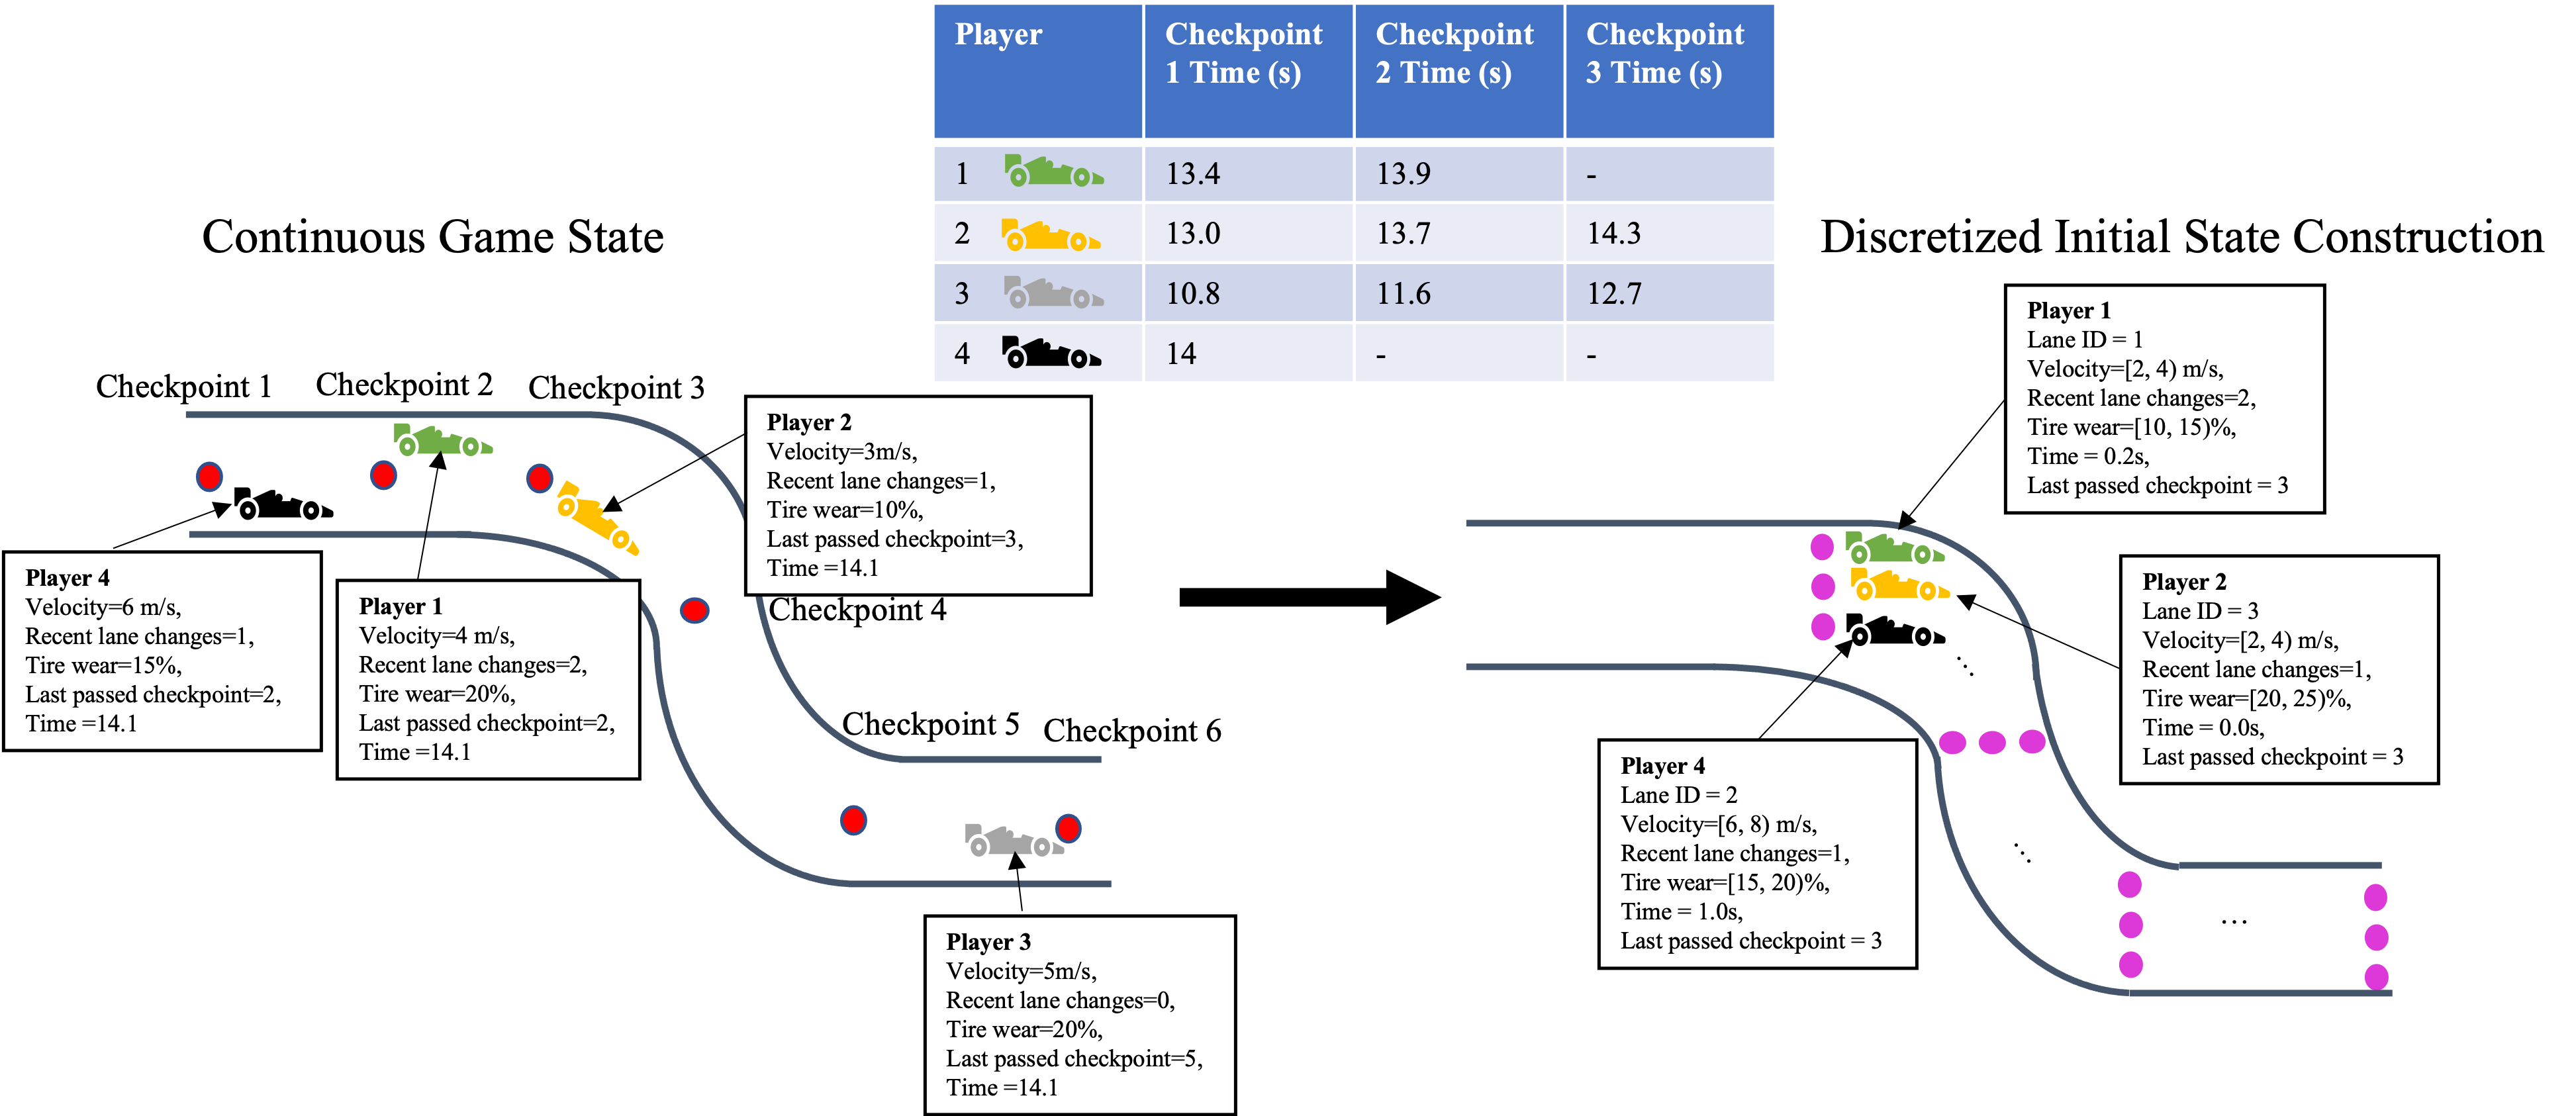 Player
Checkpoint 1 Time (s)
Checkpoint 2 Time (s)
Checkpoint 3 Time (s)
1 13.4 13.9 -
2 13.0 13.7 14.3
3 10.8 11.6 12.7
4 14 - -
Continuous Game State
Discretized Initial State Construction
Checkpoint 1
Checkpoint 2
Checkpoint 3
Player 2
Velocity=3m/s,
Recent lane changes=1,
Tire wear=10%,
Last passed checkpoint=3,
Time =14.1
Player 4
Velocity=6 m/s,
Recent lane changes=1,
Tire wear=15%,
Last passed checkpoint=2,
Time =14.1
Player 1
Velocity=4 m/s,
Recent lane changes=2,
Tire wear=20%,
Last passed checkpoint=2,
Time =14.1
Checkpoint 4
Checkpoint 5
Checkpoint 6
Player 3
Velocity=5m/s,
Recent lane changes=0,
Tire wear=20%,
Last passed checkpoint=5,
Time =14.1
Player 1
Lane ID = 1
Velocity=[2, 4) m/s,
Recent lane changes=2,
Tire wear=[10, 15)%,
Time = 0.2s,
Last passed checkpoint = 3
Player 2
Lane ID = 3
Velocity=[2, 4) m/s,
Recent lane changes=1,
Tire wear=[20, 25)%,
Time = 0.0s,
Last passed checkpoint = 3
Player 4
Lane ID = 2
Velocity=[6, 8) m/s,
Recent lane changes=1,
Tire wear=[15, 20)%,
Time = 1.0s,
Last passed checkpoint = 3